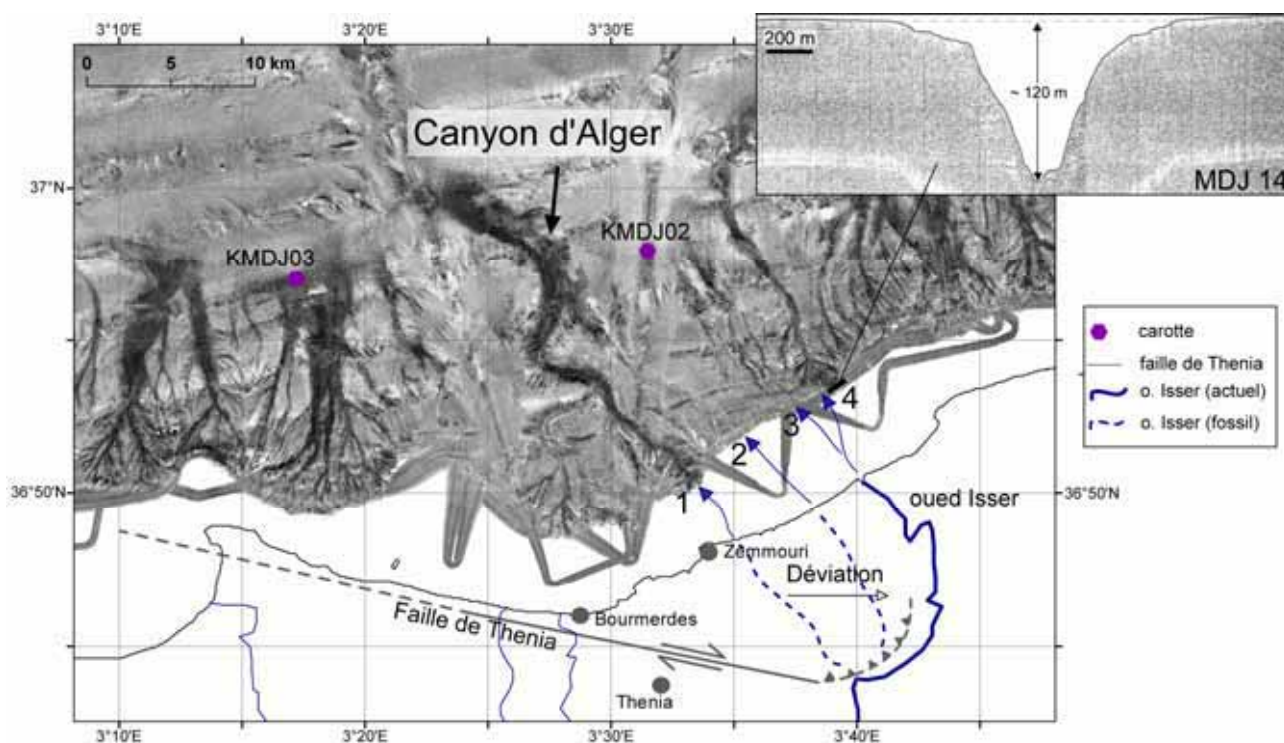 3°10'E
3°20'E
3°30'E
200 m
~ 120 m
MDJ 14
0 5 10 km
Canyon d'Alger
37°N
KMDJ02
KMDJ03
carotte
faille de Thenia
o. Isser (actuel)
o. Isser (fossil)
4
3
2
1
36°50'N
oued Isser
36°50'N
Zemmouri
Déviation
Bourmerdes
Faille de Thenia
Thenia
3°10'E
3°20'E
3°30'E
3°40'E